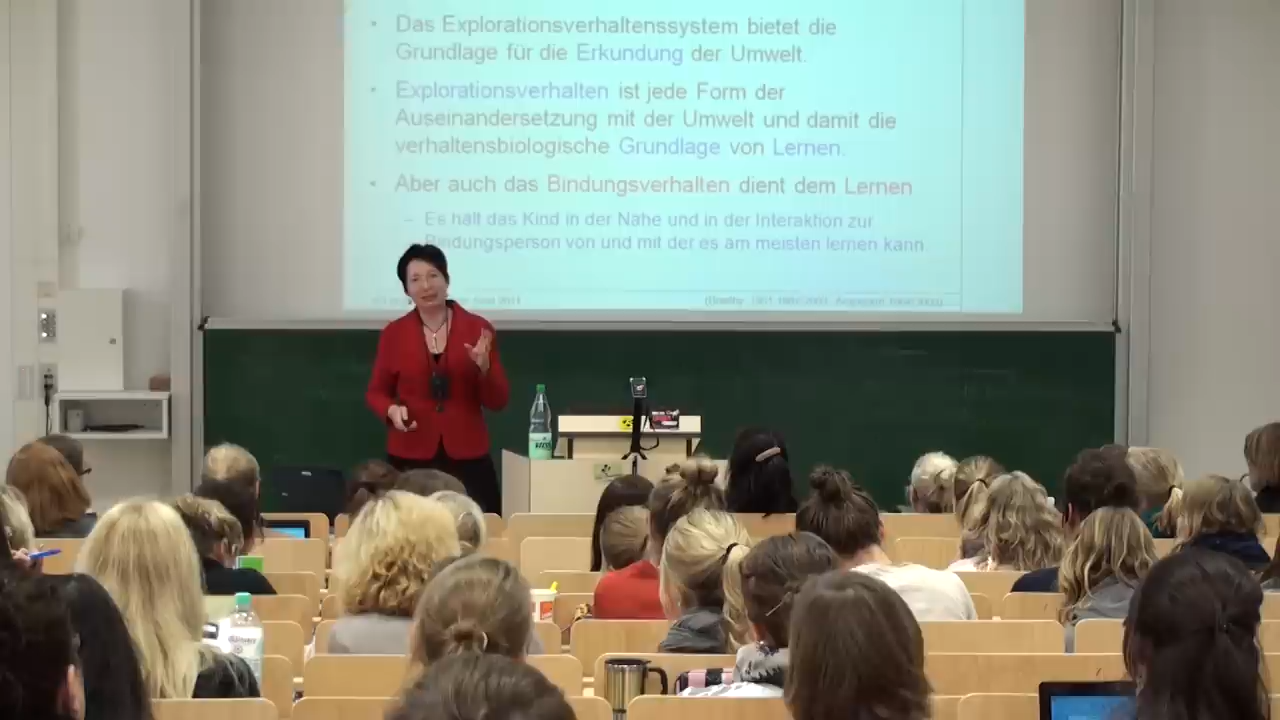 • Das Explorationsverhaltenssystem bietet die
Grundlage für die Erkundung der Umwelt.
• Explorationsverhalten ist jede Form der
Auseinandersetzung mit der Umwelt und damit die
verhaltensbiologische Grundlage von Lernen.
• Aber auch das Bindungsverhalten dient dem Lernen
– Es hält das Kind in der Nähe und in der Interaktion zur
Bindungsperson von und mit der es am meisten lernen kann